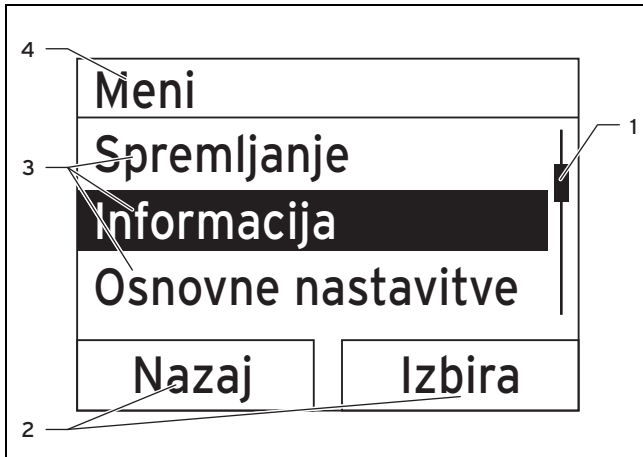 4
Meni
1
Spremljanje
3
Informacija
Osnovne nastavitve
Nazaj Izbira
2